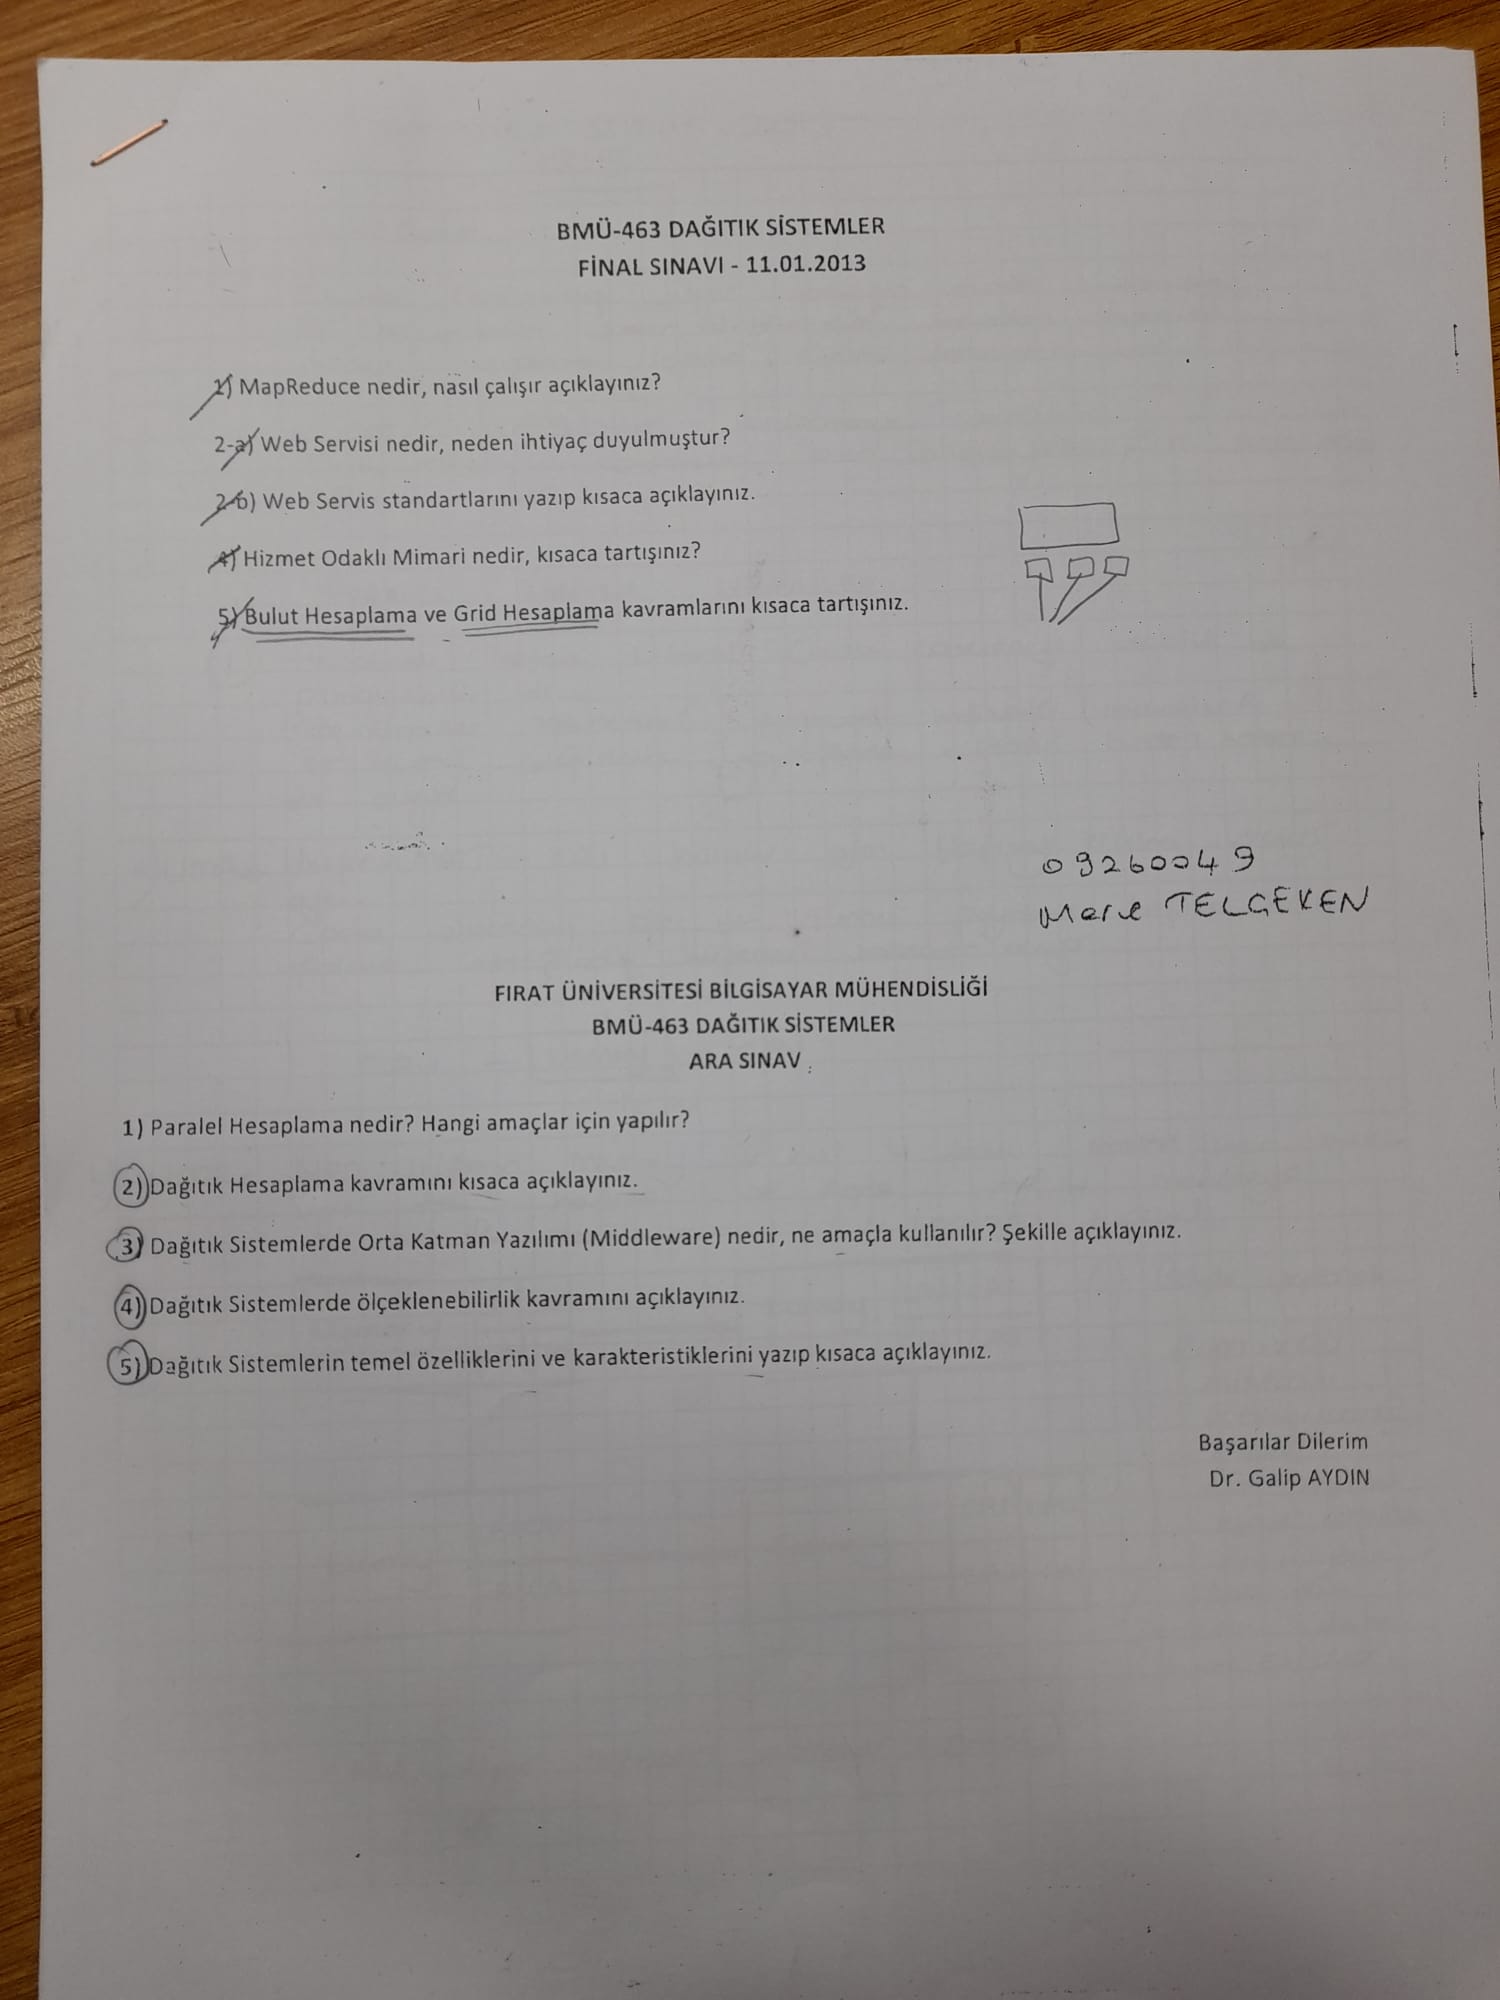 BMÜ-463 DAĞITIK SİSTEMLER
FİNAL SINAVI - 11.01.2013
1) MapReduce nedir, nasıl çalışır açıklayınız?
2-a) Web Servisi nedir, neden ihtiyaç duyulmuştur?
2-b) Web Servis standartlarını yazıp kısaca açıklayınız.
4) Hizmet Odaklı Mimari nedir, kısaca tartışınız?
5) Bulut Hesaplama ve Grid Hesaplama kavramlarını kısaca tartışınız.
09260049
Merve TELÇEKEN
FIRAT ÜNİVERSİTESİ BİLGİSAYAR MÜHENDİSLİĞİ
BMÜ-463 DAĞITIK SİSTEMLER
ARA SINAV
1) Paralel Hesaplama nedir? Hangi amaçlar için yapılır?
2) Dağıtık Hesaplama kavramını kısaca açıklayınız.
3) Dağıtık Sistemlerde Orta Katman Yazılımı (Middleware) nedir, ne amaçla kullanılır? Şekille açıklayınız.
4) Dağıtık Sistemlerde ölçeklenebilirlik kavramını açıklayınız.
5) Dağıtık Sistemlerin temel özelliklerini ve karakteristiklerini yazıp kısaca açıklayınız.
Başarılar Dilerim
Dr. Galip AYDIN